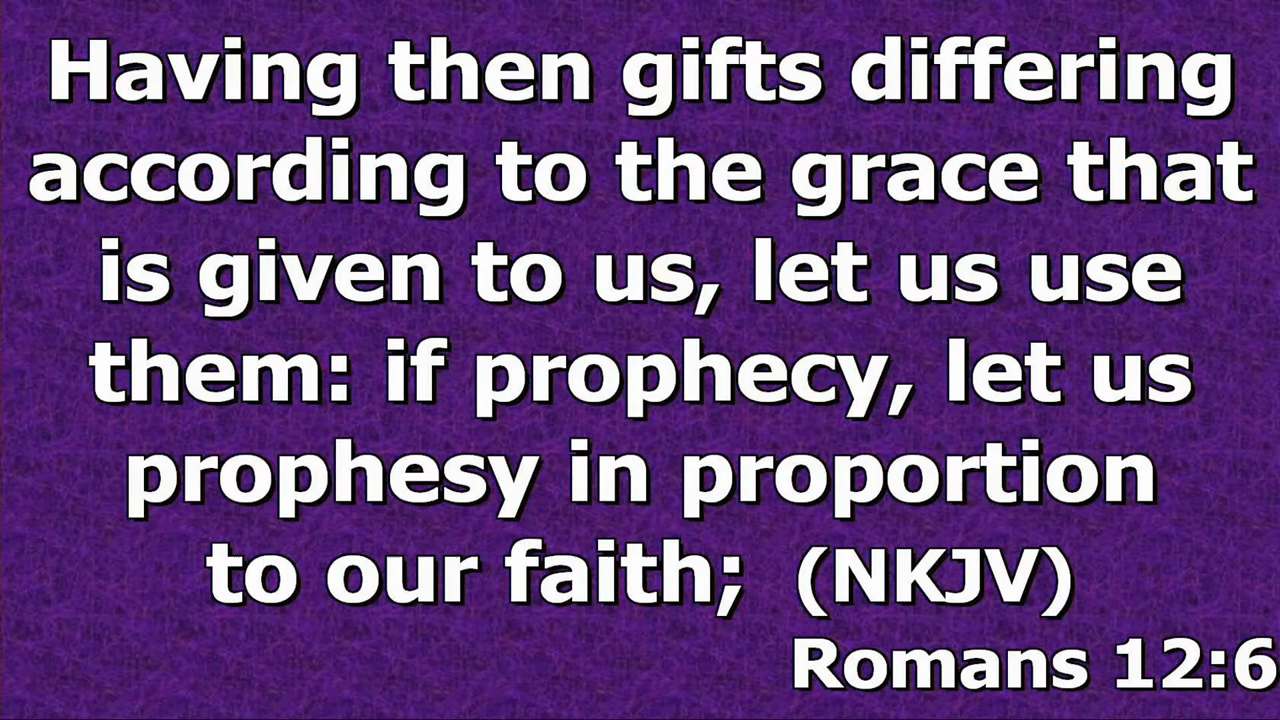 Having then gifts differing
according to the grace that
is given to us, let us use
them: if prophecy, let us
prophesy in proportion
to our faith;  (NKJV)
Romans 12:6